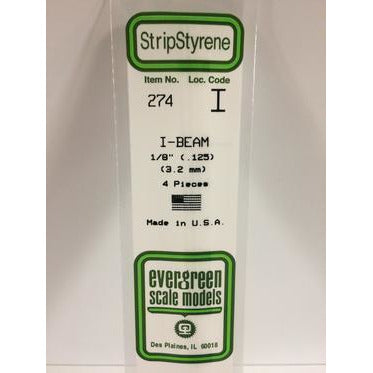 StripStyrene
Item No. Loc. Code
274 I
I-BEAM
1/8" (.125)
(3.2 mm)
4 Pieces
Made in U.S.A.
evergreen
scale models
Des Plaines, IL 60018